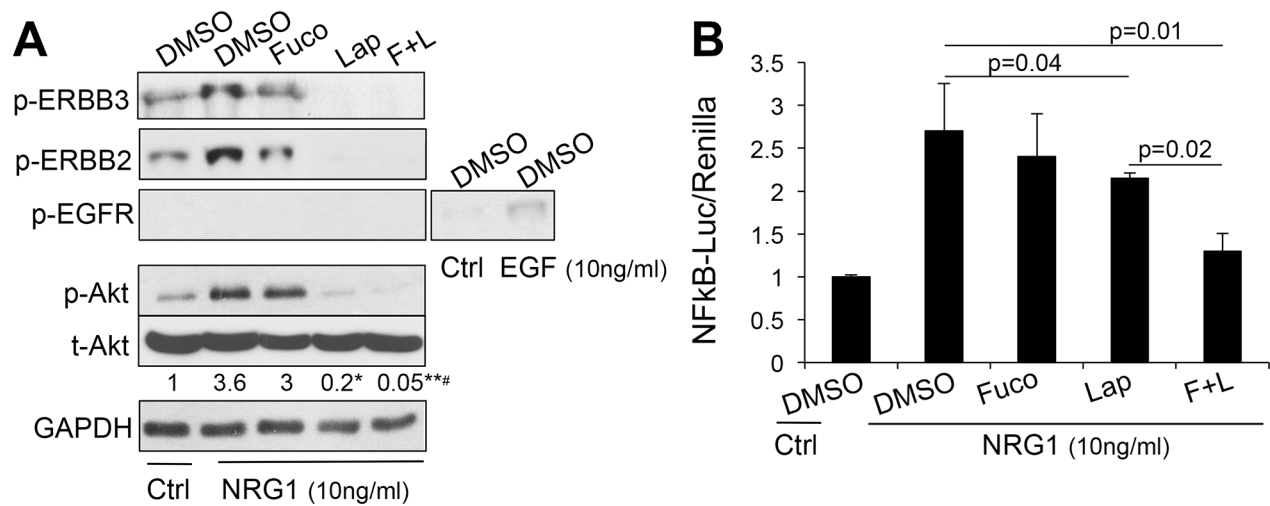 A
DMSO DMSO Fuco Lap F+L
p-ERBB3
p-ERBB2
p-EGFR
DMSO DMSO
Ctrl EGF (10ng/ml)
p-Akt
t-Akt
1 3.6 3 0.2* 0.05**#
GAPDH
Ctrl NRG1 (10ng/ml)
B
p=0.01
p=0.04
p=0.02
NFkB-Luc/Renilla
3.5
3
2.5
2
1.5
1
0.5
0
DMSO DMSO Fuco Lap F+L
Ctrl NRG1 (10ng/ml)